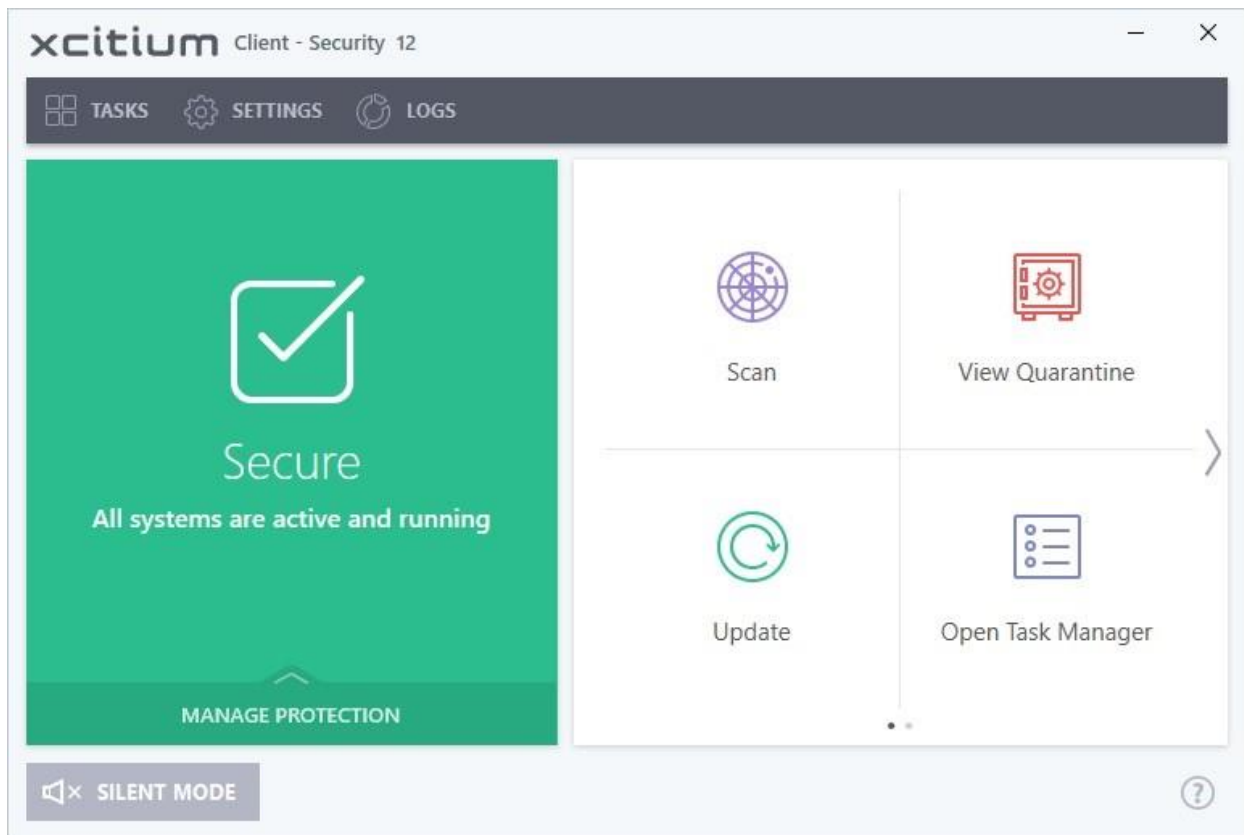 xcitium Client - Security 12
TASKS SETTINGS LOGS
Secure
All systems are active and running
MANAGE PROTECTION
Scan
View Quarantine
Update
Open Task Manager
SILENT MODE
?